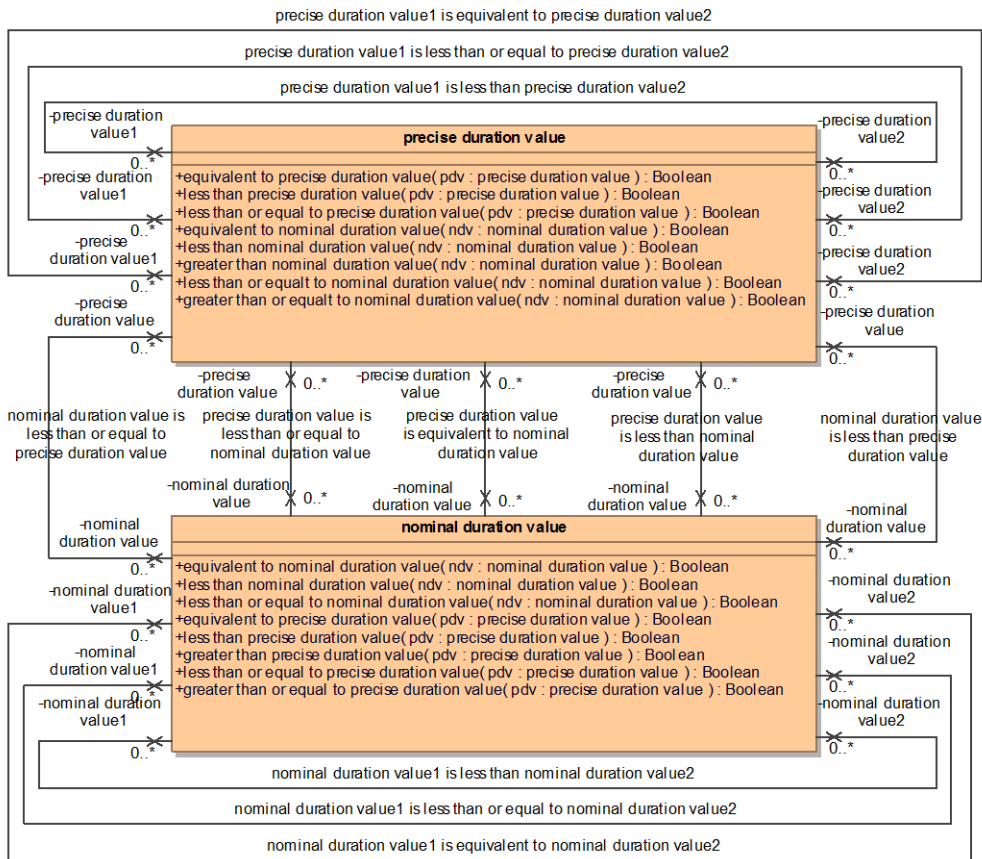 precise duration value1 is equivalent to precise duration value2
precise duration value1 is less than or equal to precise duration value2
precise duration value1 is less than precise duration value2
-precise duration
value1
0..*
-precise duration
value2
0..*
precise duration value
-precise duration
value1
0..*
-precise duration
value2
0..*
-precise
duration value1
0..*
-precise duration
value2
0..*
+equivalent to precise duration value( pdv : precise duration value ) : Boolean
+less than precise duration value( pdv : precise duration value ) : Boolean
+less than or equal to precise duration value( pdv : precise duration value ) : Boolean
+equivalent to nominal duration value( ndv : nominal duration value ) : Boolean
+less than nominal duration value( ndv : nominal duration value ) : Boolean
+greater than nominal duration value( ndv : nominal duration value ) : Boolean
+less than or equalt to nominal duration value( ndv : nominal duration value ) : Boolean
+greater than or equalt to nominal duration value( ndv : nominal duration value ) : Boolean
-precise
duration value
0..*
-precise duration
value
0..*
-precise
duration value
0..*
-precise duration
value
0..*
-precise
duration value
0..*
nominal duration value is
less than or equal to
precise duration value
precise duration value is
less than or equal to
nominal duration value
precise duration value
is equivalent to nominal
duration value
precise duration value
is less than nominal
duration value
nominal duration value
is less than precise
duration value
-nominal duration
value
0..*
-nominal
duration value
0..*
-nominal
duration value
0..*
-nominal
duration value
0..*
-nominal
duration value
0..*
nominal duration value
+equivalent to nominal duration value( ndv : nominal duration value ) : Boolean
+less than nominal duration value( ndv : nominal duration value ) : Boolean
+less than or equal to nominal duration value( ndv : nominal duration value ) : Boolean
+equivalent to precise duration value( pdv : precise duration value ) : Boolean
+less than precise duration value( pdv : precise duration value ) : Boolean
+greater than precise duration value( pdv : precise duration value ) : Boolean
+less than or equal to precise duration value( pdv : precise duration value ) : Boolean
+greater than or equal to precise duration value( pdv : precise duration value ) : Boolean
-nominal duration
value1
0..*
-nominal duration
value2
0..*
-nominal
duration value1
0..*
-nominal duration
value2
0..*
-nominal duration
value1
0..*
-nominal duration
value2
0..*
nominal duration value1 is less than nominal duration value2
nominal duration value1 is less than or equal to nominal duration value2
nominal duration value1 is equivalent to nominal duration value2